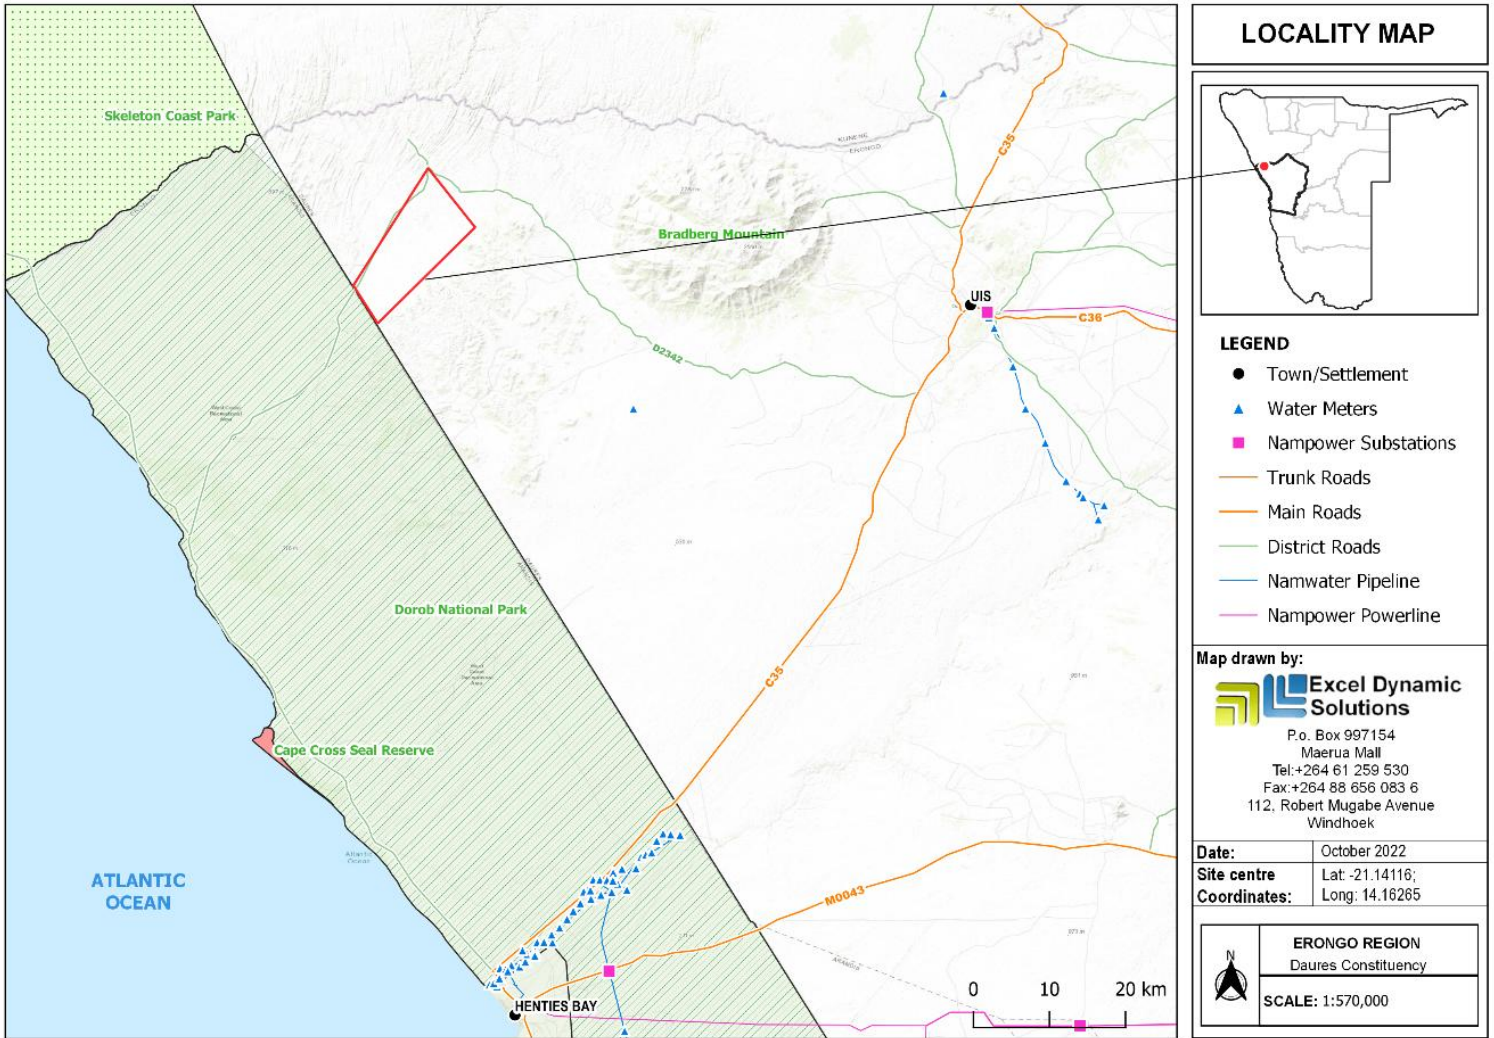 LOCALITY MAP
Skeleton Coast Park
KUNENE
ERONGO
C35
Bradberg Mountain
UIS
C36
D2342
Dorob National Park
C35
Cape Cross Seal Reserve
Atlantic
Ocean
ATLANTIC
OCEAN
M0043
HENTIES BAY
0 10 20 km
LEGEND
Town/Settlement
Water Meters
Nampower Substations
Trunk Roads
Main Roads
District Roads
Namwater Pipeline
Nampower Powerline
Map drawn by:
Excel Dynamic
Solutions
P.o. Box 997154
Maerua Mall
Tel:+264 61 259 530
Fax:+264 88 656 083 6
112, Robert Mugabe Avenue
Windhoek
Date: October 2022
Site centre Lat: -21.14116;
Coordinates: Long: 14.16265
N
ERONGO REGION
Daures Constituency
SCALE: 1:570,000